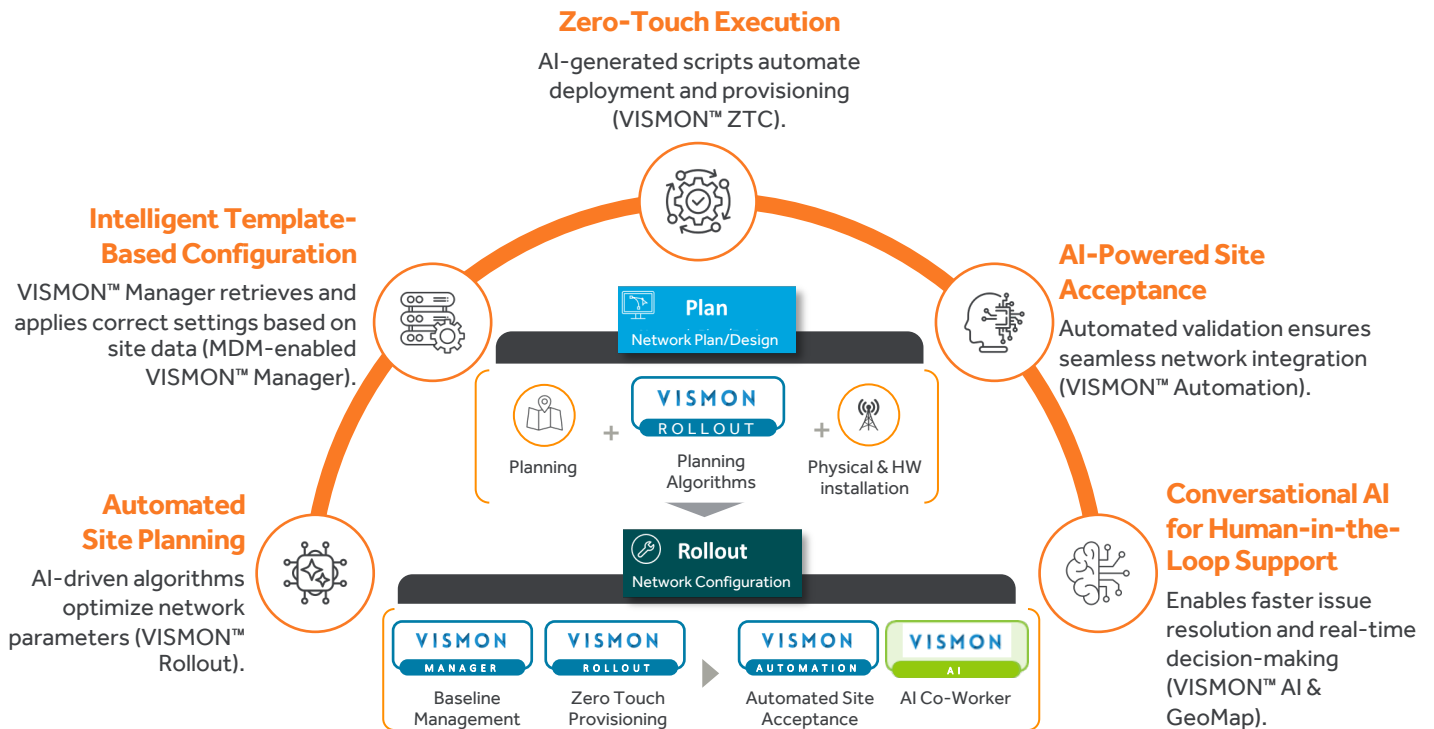 Zero-Touch Execution
AI-generated scripts automate
deployment and provisioning
(VISMON™ ZTC).
Intelligent Template-
Based Configuration
VISMON™ Manager retrieves and
applies correct settings based on
site data (MDM-enabled
VISMON™ Manager).
AI-Powered Site
Acceptance
Automated validation ensures
seamless network integration
(VISMON™ Automation).
Automated
Site Planning
AI-driven algorithms
optimize network
parameters (VISMON™
Rollout).
Conversational AI
for Human-in-the-
Loop Support
Enables faster issue
resolution and real-time
decision-making
(VISMON™ AI &
GeoMap).
Plan
Network Plan/Design
Planning
+
VISMON
ROLLOUT
Planning
Algorithms
+
Physical & HW
installation
Rollout
Network Configuration
VISMON
MANAGER
Baseline
Management
VISMON
ROLLOUT
Zero Touch
Provisioning
VISMON
AUTOMATION
Automated Site
Acceptance
VISMON
AI
AI Co-Worker